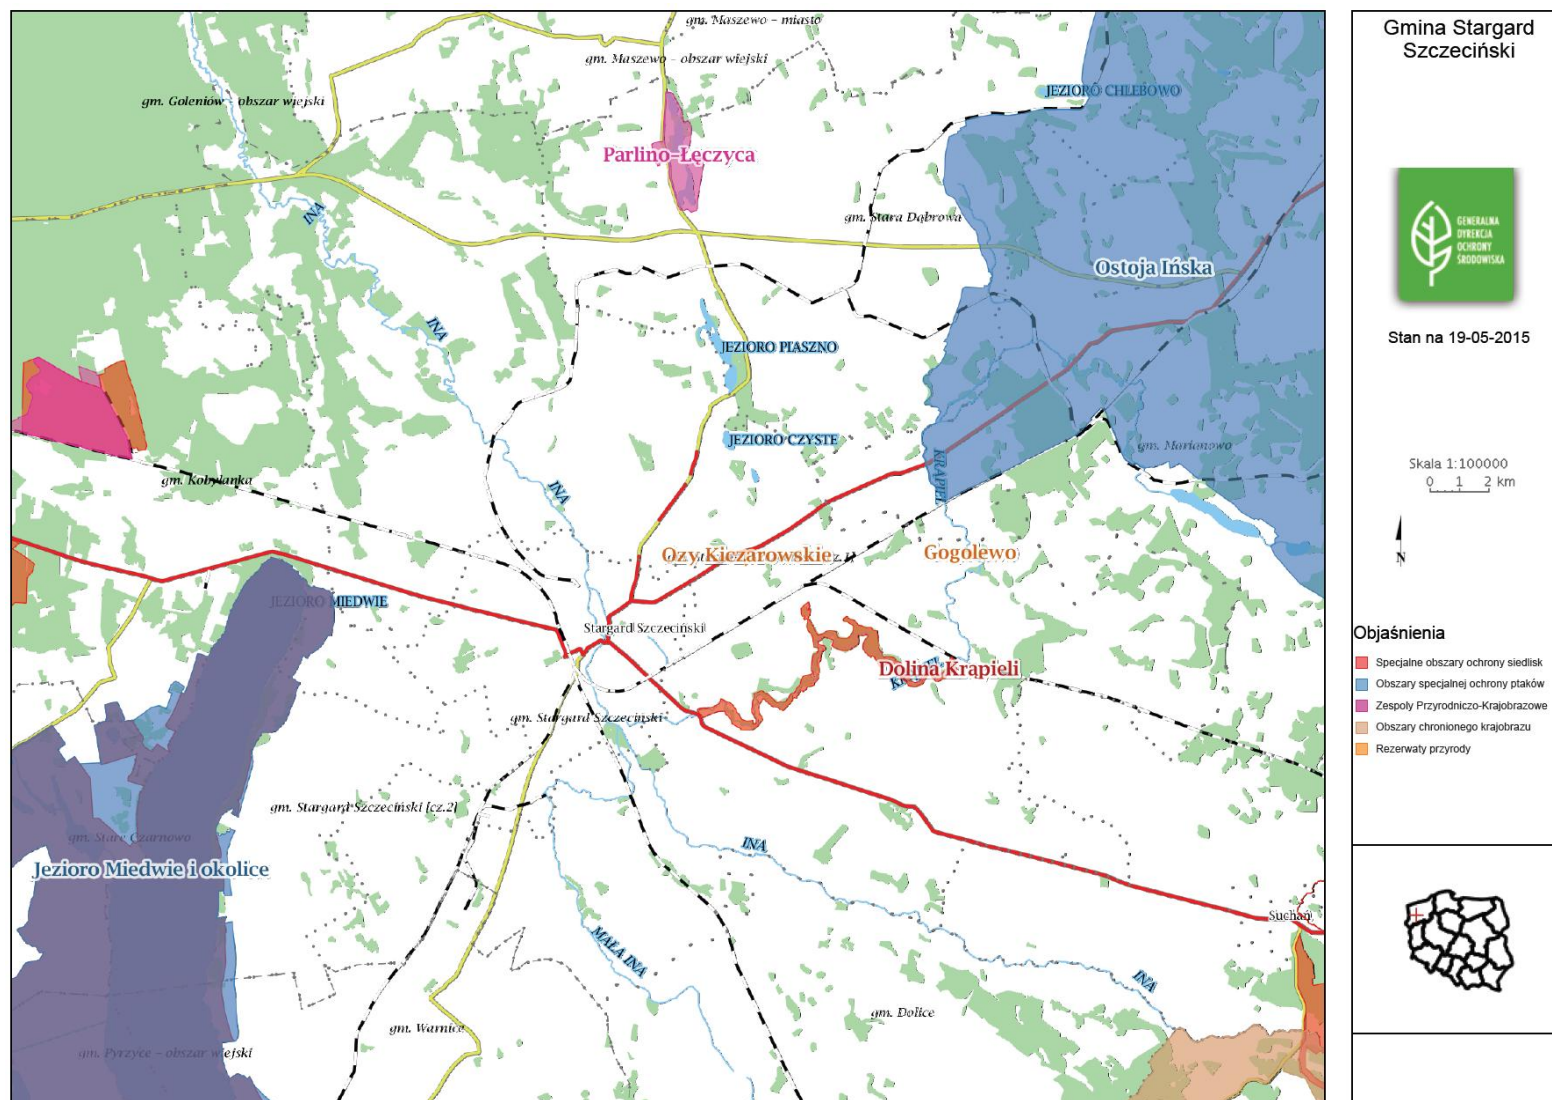 gm. Maszewo – miasto
gm. Maszewo – obszar wiejski
gm. Goleniów – obszar wiejski
JEZIORO CHLEBOWO
Parlino-Łęczyca
INA
gm. Stara Dąbrowa
Ostoja Ińska
INA
JEZIORO PIASZNO
JEZIORO CZYSTE
gm. Marianowo
KRĄPIEL
gm. Kobylanka
INA
Ozy Kiczarowskie
Gogolewo
JEZIORO MIEDWIE
Stargard Szczeciński
Dolina Krąpieli
gm. Stargard Szczeciński
gm. Stargard Szczeciński [cz.2]
gm. Stare Czarnowo
INA
Jezioro Miedwie i okolice
Suchań
MAŁA INA
INA
gm. Dolice
gm. Warnice
gm. Pyrzyce – obszar wiejski
Gmina Stargard
Szczeciński
GENERALNA
DYREKCJA
OCHRONY
ŚRODOWISKA
Stan na 19-05-2015
Skala 1:100000
0 1 2 km
N
Objaśnienia
Specjalne obszary ochrony siedlisk
Obszary specjalnej ochrony ptaków
Zespoly Przyrodniczo-Krajobrazowe
Obszary chronionego krajobrazu
Rezerwaty przyrody